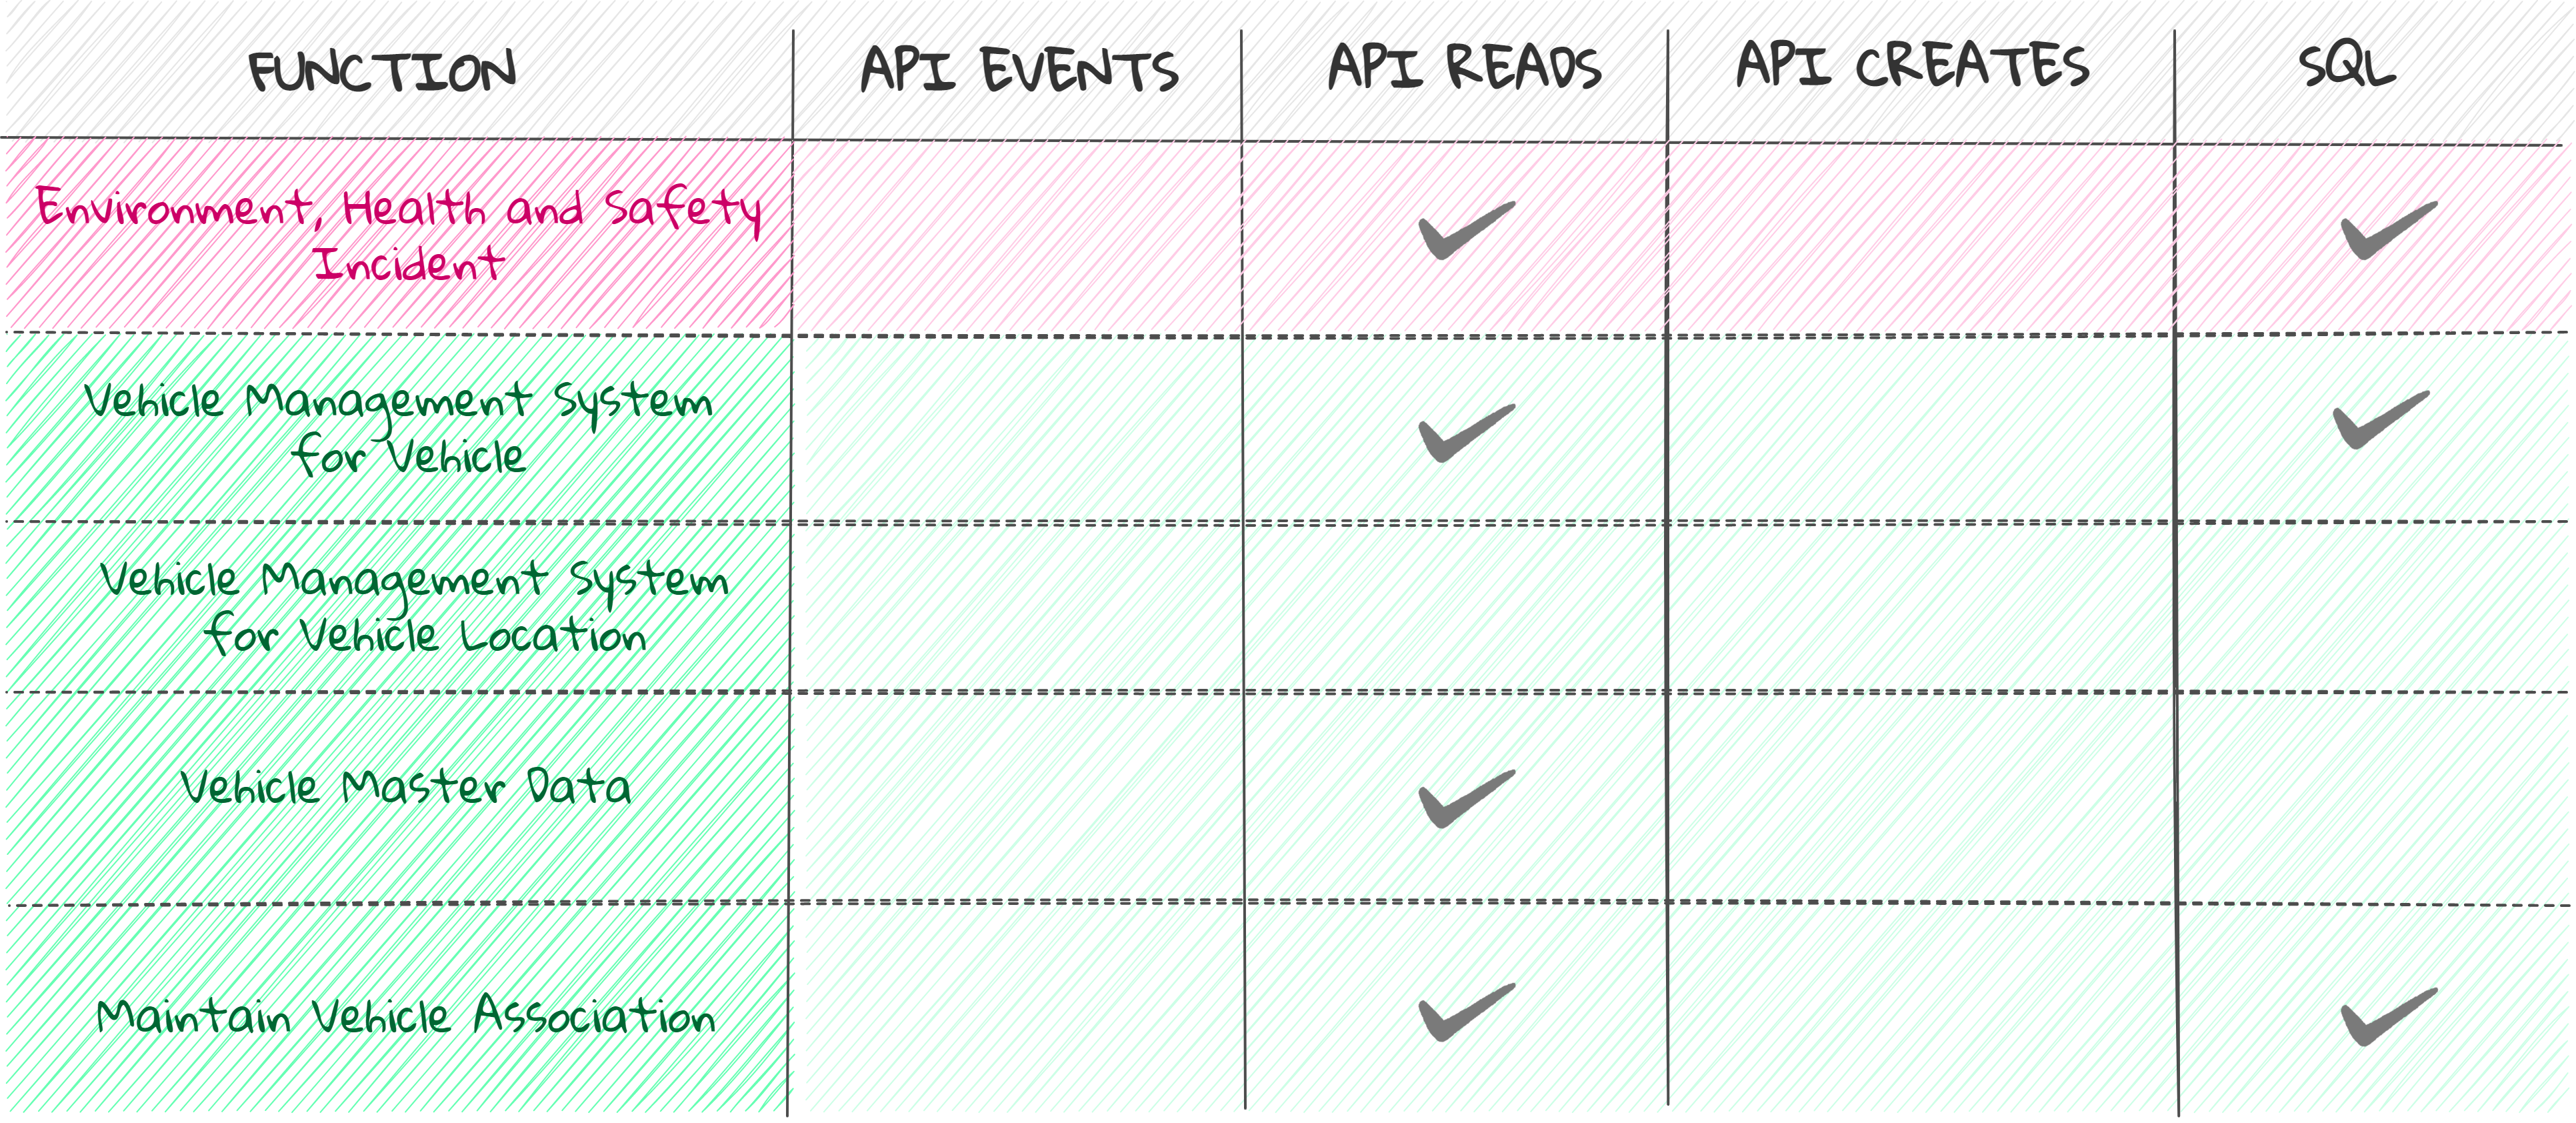 FUNCTION API EVENTS API READS API CREATES SQL
Environment, Health and Safety
Incident
Vehicle Management System
for Vehicle
Vehicle Management System
for Vehicle Location
Vehicle Master Data
Maintain Vehicle Association